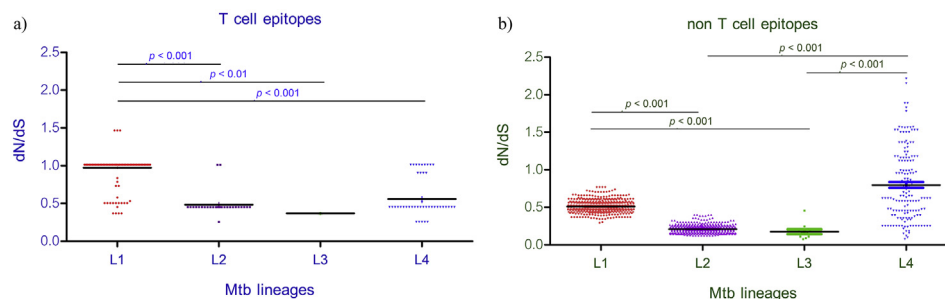 a)
T cell epitopes
2.5
2.0
1.5
1.0
0.5
0.0
dN/dS
p < 0.001
p < 0.01
p < 0.001
L1 L2 L3 L4
Mtb lineages
b)
non T cell epitopes
2.5
2.0
1.5
1.0
0.5
0.0
dN/dS
p < 0.001
p < 0.001
p < 0.001
p < 0.001
L1 L2 L3 L4
Mtb lineages